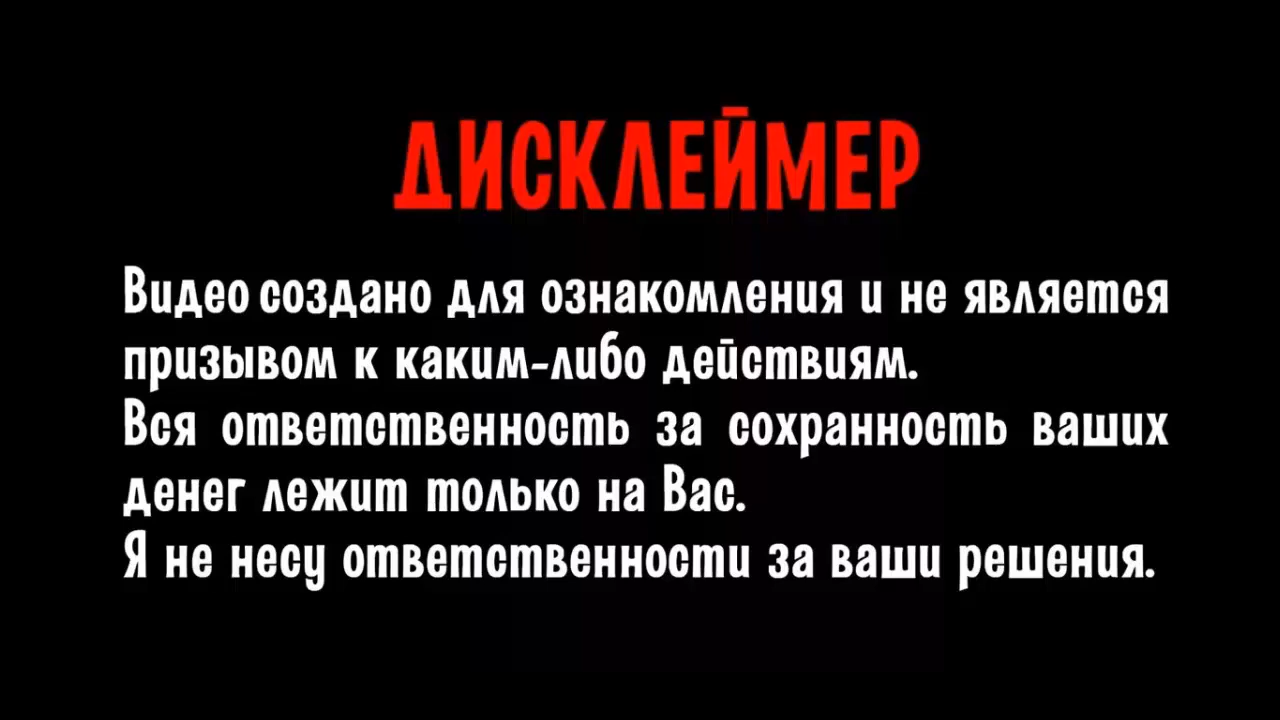 ДИСКЛЕЙМЕР
Видео создано для ознакомления и не является
призывом к каким-либо действиям.
Вся ответственность за сохранность ваших
денег лежит только на Вас.
Я не несу ответственности за ваши решения.